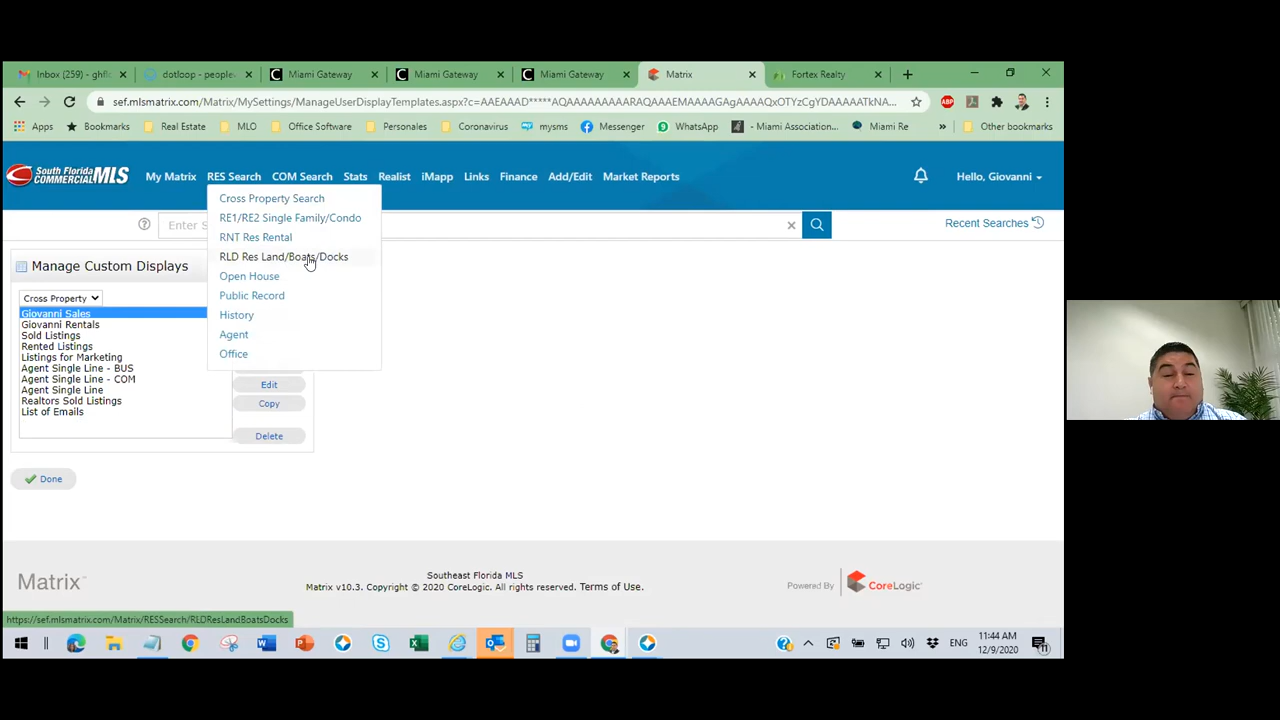 Inbox (259) - ghfl
dotloop - people
Miami Gateway
Miami Gateway
Miami Gateway
Matrix
Fortex Realty
sef.mlsmatrix.com/Matrix/MySettings/ManageUserDisplayTemplates.aspx?c=AAEAAAD*****AQAAAAAAAAARAQAAAEMAAAAGAgAAAAQxOTYzCgYDAAAAATkNA...
ABP
Apps
Bookmarks
Real Estate
MLO
Office Software
Personales
Coronavirus
mysms
Messenger
WhatsApp
- Miami Association...
Miami Re
»
Other bookmarks
South Florida
COMMERCIAL MLS
My Matrix
RES Search
COM Search
Stats
Realist
iMapp
Links
Finance
Add/Edit
Market Reports
Hello, Giovanni
Cross Property Search
RE1/RE2 Single Family/Condo
RNT Res Rental
RLD Res Land/Boats/Docks
Open House
Public Record
History
Agent
Office
Enter S
Recent Searches
Manage Custom Displays
Cross Property
Giovanni Sales
Giovanni Rentals
Sold Listings
Rented Listings
Listings for Marketing
Agent Single Line - BUS
Agent Single Line - COM
Agent Single Line
Realtors Sold Listings
List of Emails
Edit
Copy
Delete
Done
Matrix
Southeast Florida MLS
Matrix v10.3. Copyright © 2020 CoreLogic. All rights reserved. Terms of Use.
Powered By
CoreLogic
https://sef.mlsmatrix.com/Matrix/RESSearch/RLDResLandBoatsDocks
ENG
11:44 AM
12/9/2020